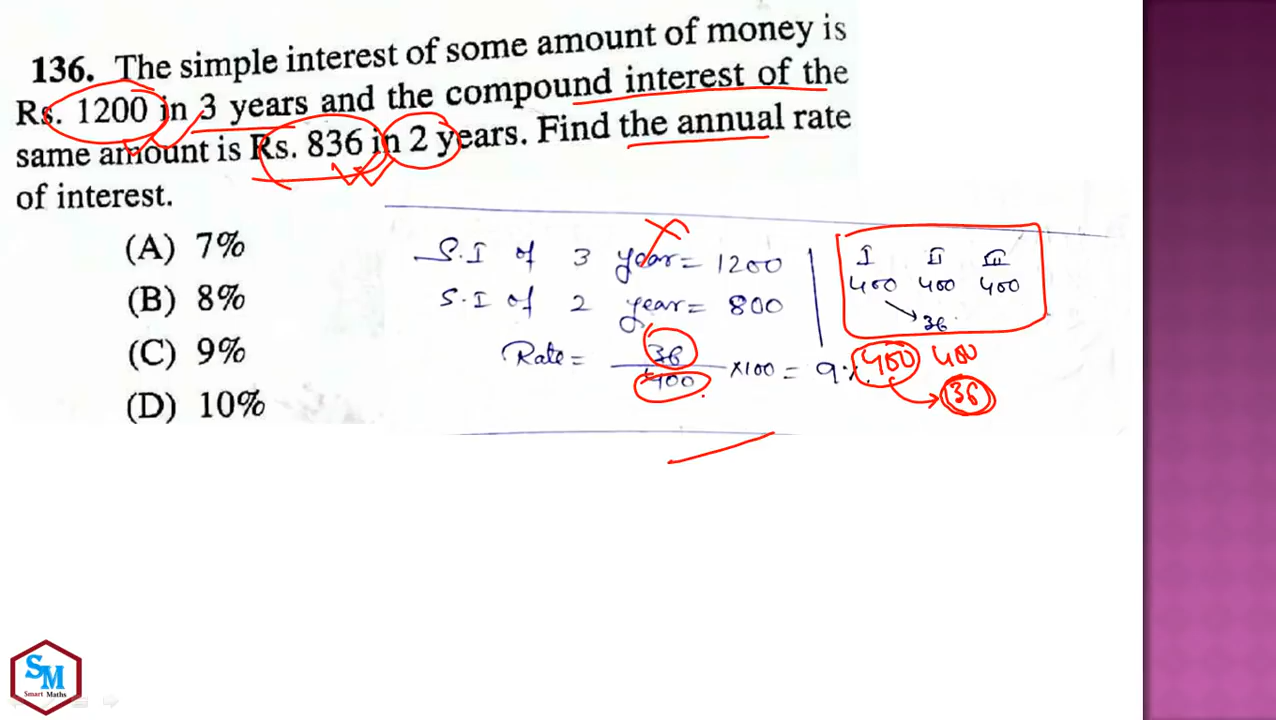 136. The simple interest of some amount of money is
Rs. 1200 in 3 years and the compound interest of the
same amount is Rs. 836 in 2 years. Find the annual rate
of interest.
(A) 7%
(B) 8%
(C) 9%
(D) 10%
S.I of 3 year = 1200
S.I of 2 year = 800
Rate = 36/400 × 100 = 9%
I II III
400 400 400
36
400 400
36
SM
Smart Maths